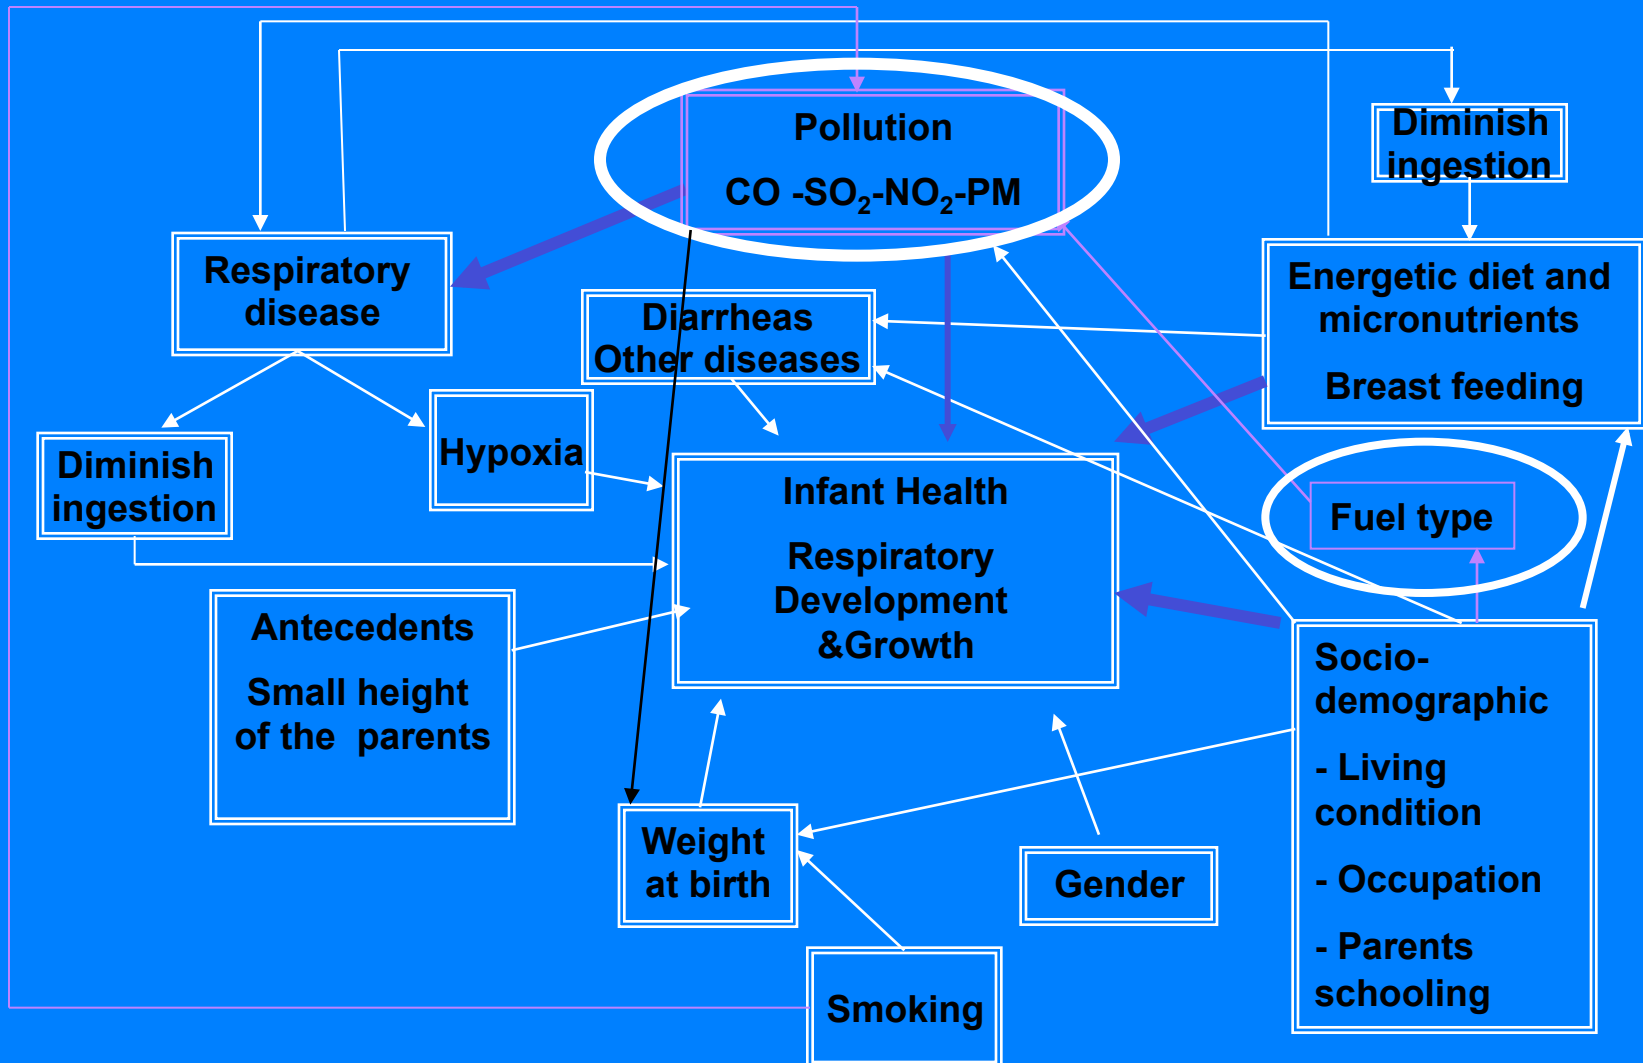 Pollution
CO -SO₂-NO₂-PM
Diminish
ingestion
Respiratory
disease
Diarrheas
Other diseases
Energetic diet and
micronutrients
Breast feeding
Diminish
ingestion
Hypoxia
Infant Health
Respiratory
Development
&Growth
Fuel type
Antecedents
Small height
of the parents
Socio-
demographic
- Living
condition
- Occupation
- Parents
schooling
Weight
at birth
Gender
Smoking